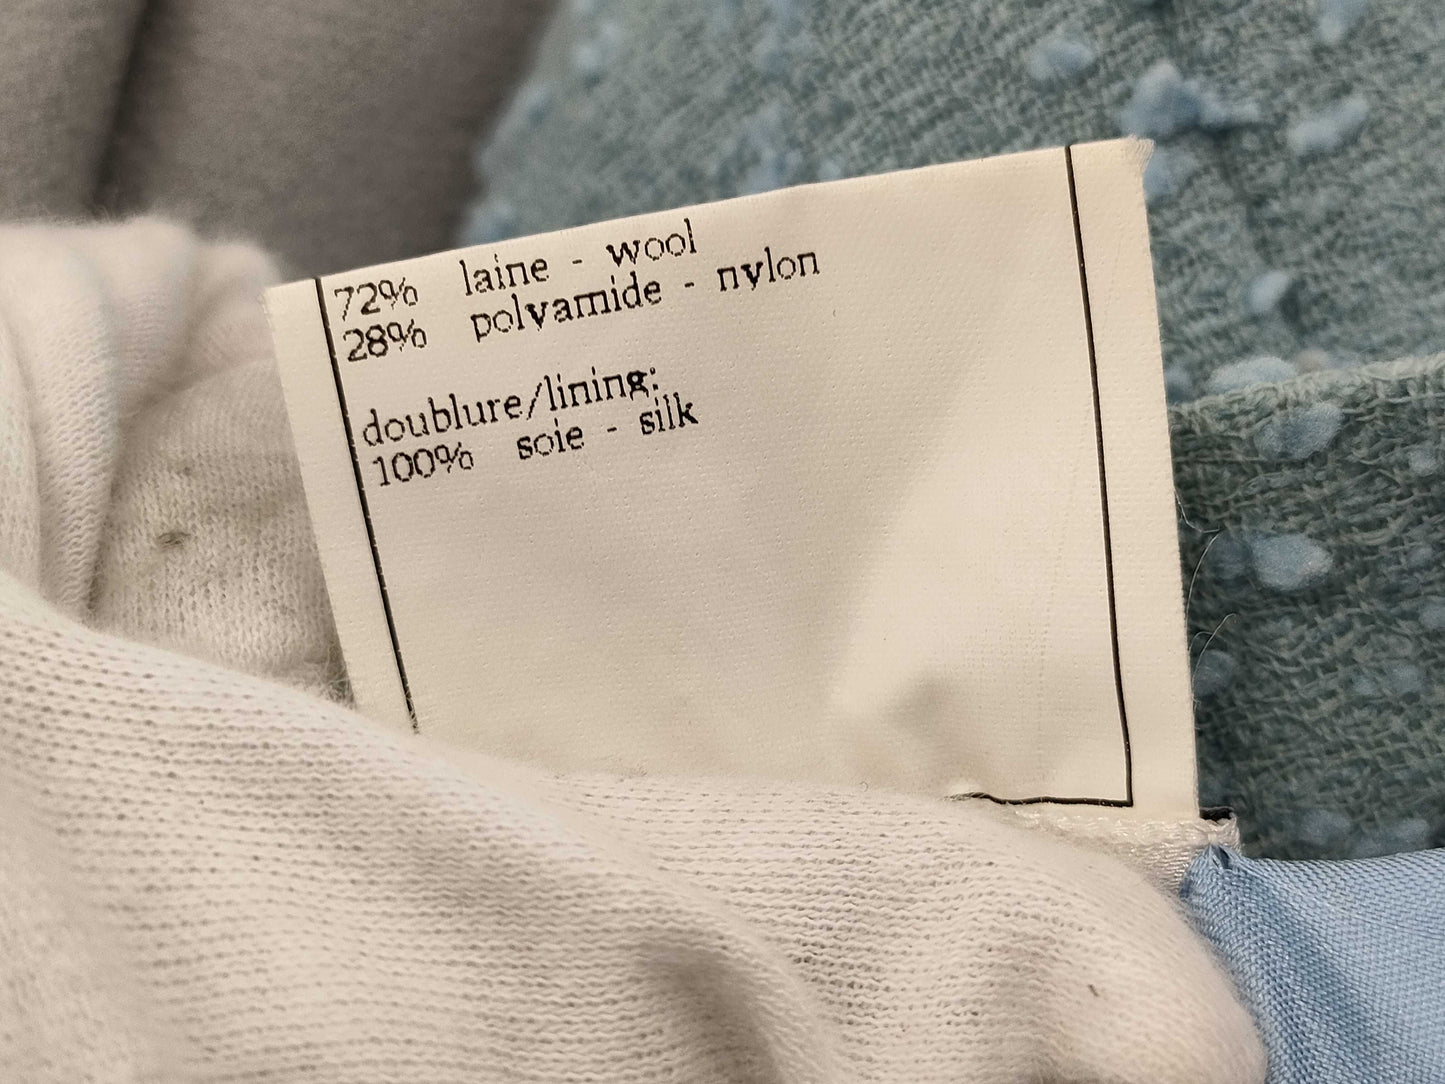 72% laine - wool
28% polyamide - nylon
doublure/lining:
100% soie - silk